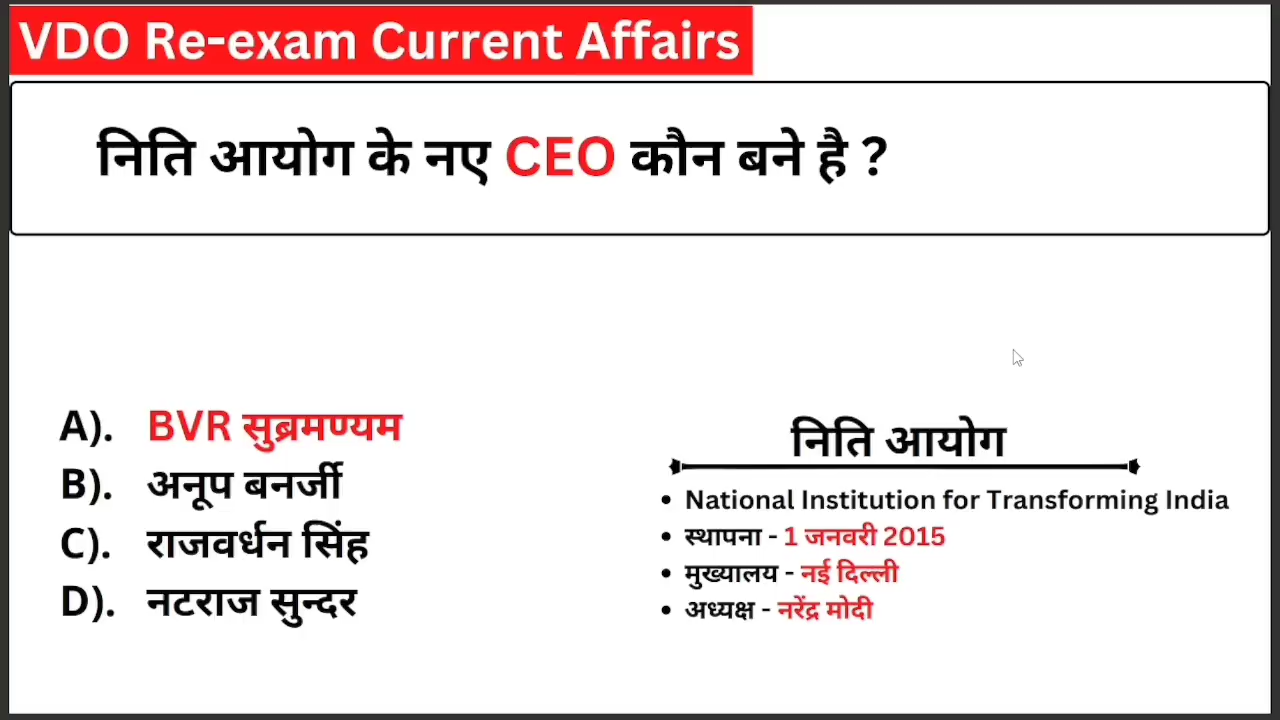 VDO Re-exam Current Affairs
निति आयोग के नए CEO कौन बने है ?
A). BVR सुब्रमण्यम
B). अनूप बनर्जी
C). राजवर्धन सिंह
D). नटराज सुन्दर
निति आयोग
• National Institution for Transforming India
• स्थापना - 1 जनवरी 2015
• मुख्यालय - नई दिल्ली
• अध्यक्ष - नरेंद्र मोदी